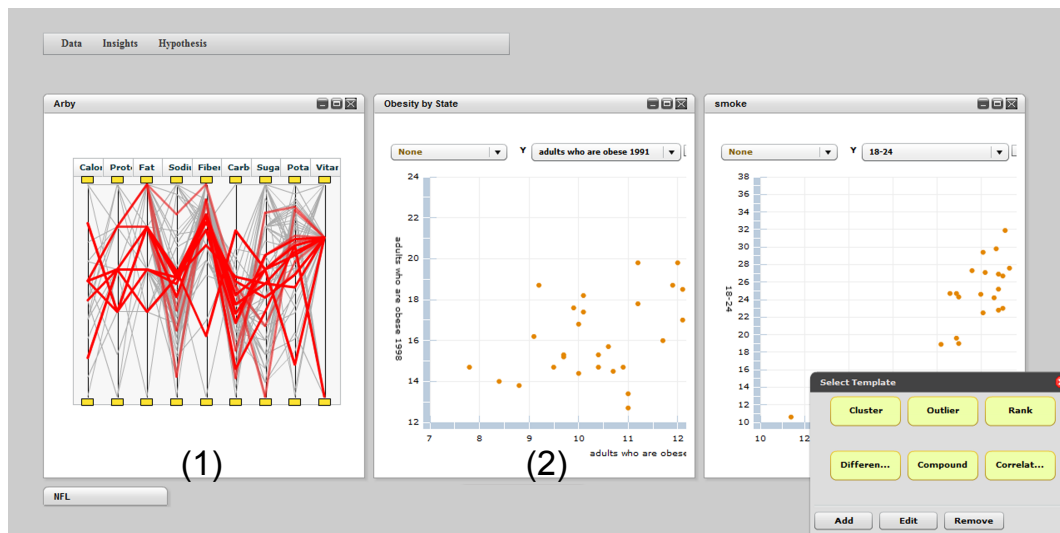 Data Insights Hypothesis
Arby
Calor Prot Fat Sodi Fiber Carb Suga Pota Vitar
(1)
Obesity by State
None Y adults who are obese 1991
24
22
20
18
16
14
12
adults who are obese 1998
7 8 9 10 11 12
adults who are obese
(2)
smoke
None Y 18-24
38
36
34
32
30
28
26
24
22
20
18
16
14
12
10
18-24
10 12
Select Template
Cluster Outlier Rank
Differen... Compound Correlat...
Add Edit Remove
NFL